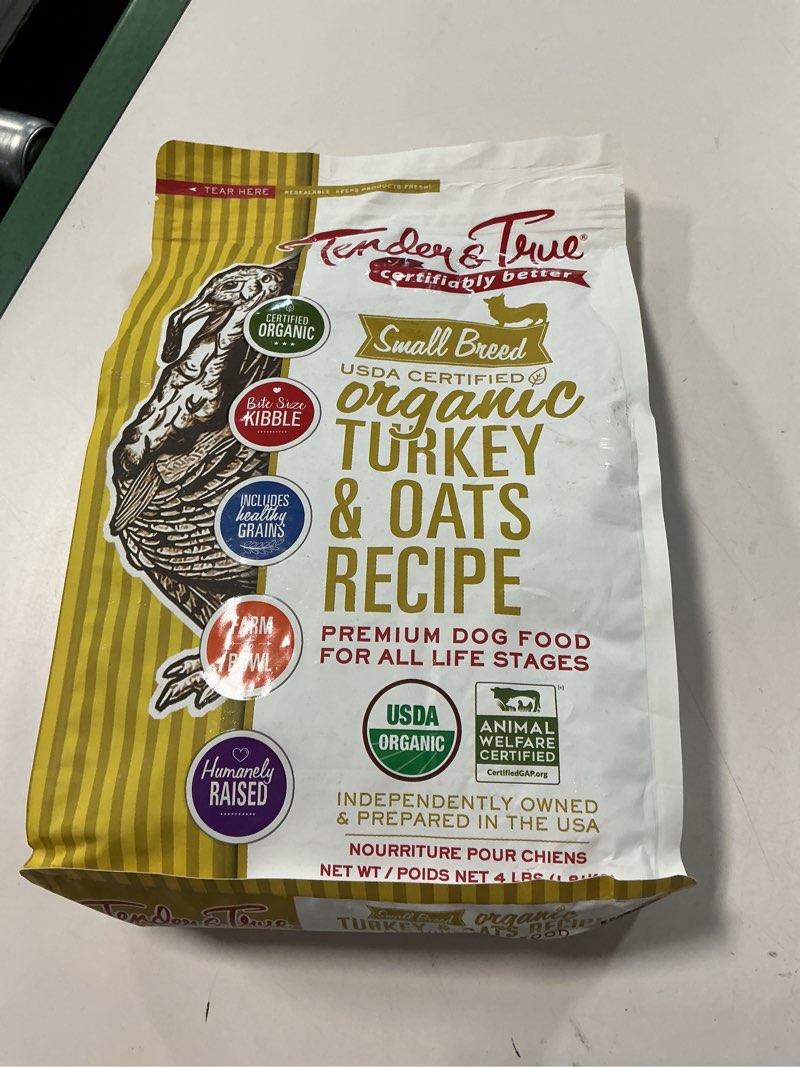 TEAR HERE RESEALABLE KEEPS PRODUCTS FRESH!
Tender & True®
certifiably better
CERTIFIED
ORGANIC
Small Breed
USDA CERTIFIED
organic
TURKEY
& OATS
RECIPE
Bite Size
KIBBLE
INCLUDES
healthy
GRAINS
FARM
BOWL
PREMIUM DOG FOOD
FOR ALL LIFE STAGES
USDA
ORGANIC
ANIMAL
WELFARE
CERTIFIED
CertifiedGAP.org
Humanely
RAISED
INDEPENDENTLY OWNED
& PREPARED IN THE USA
NOURRITURE POUR CHIENS
NET WT / POIDS NET 4 LBS
Tender & True
Small Breed organic
TURKEY & OATS RECIPE